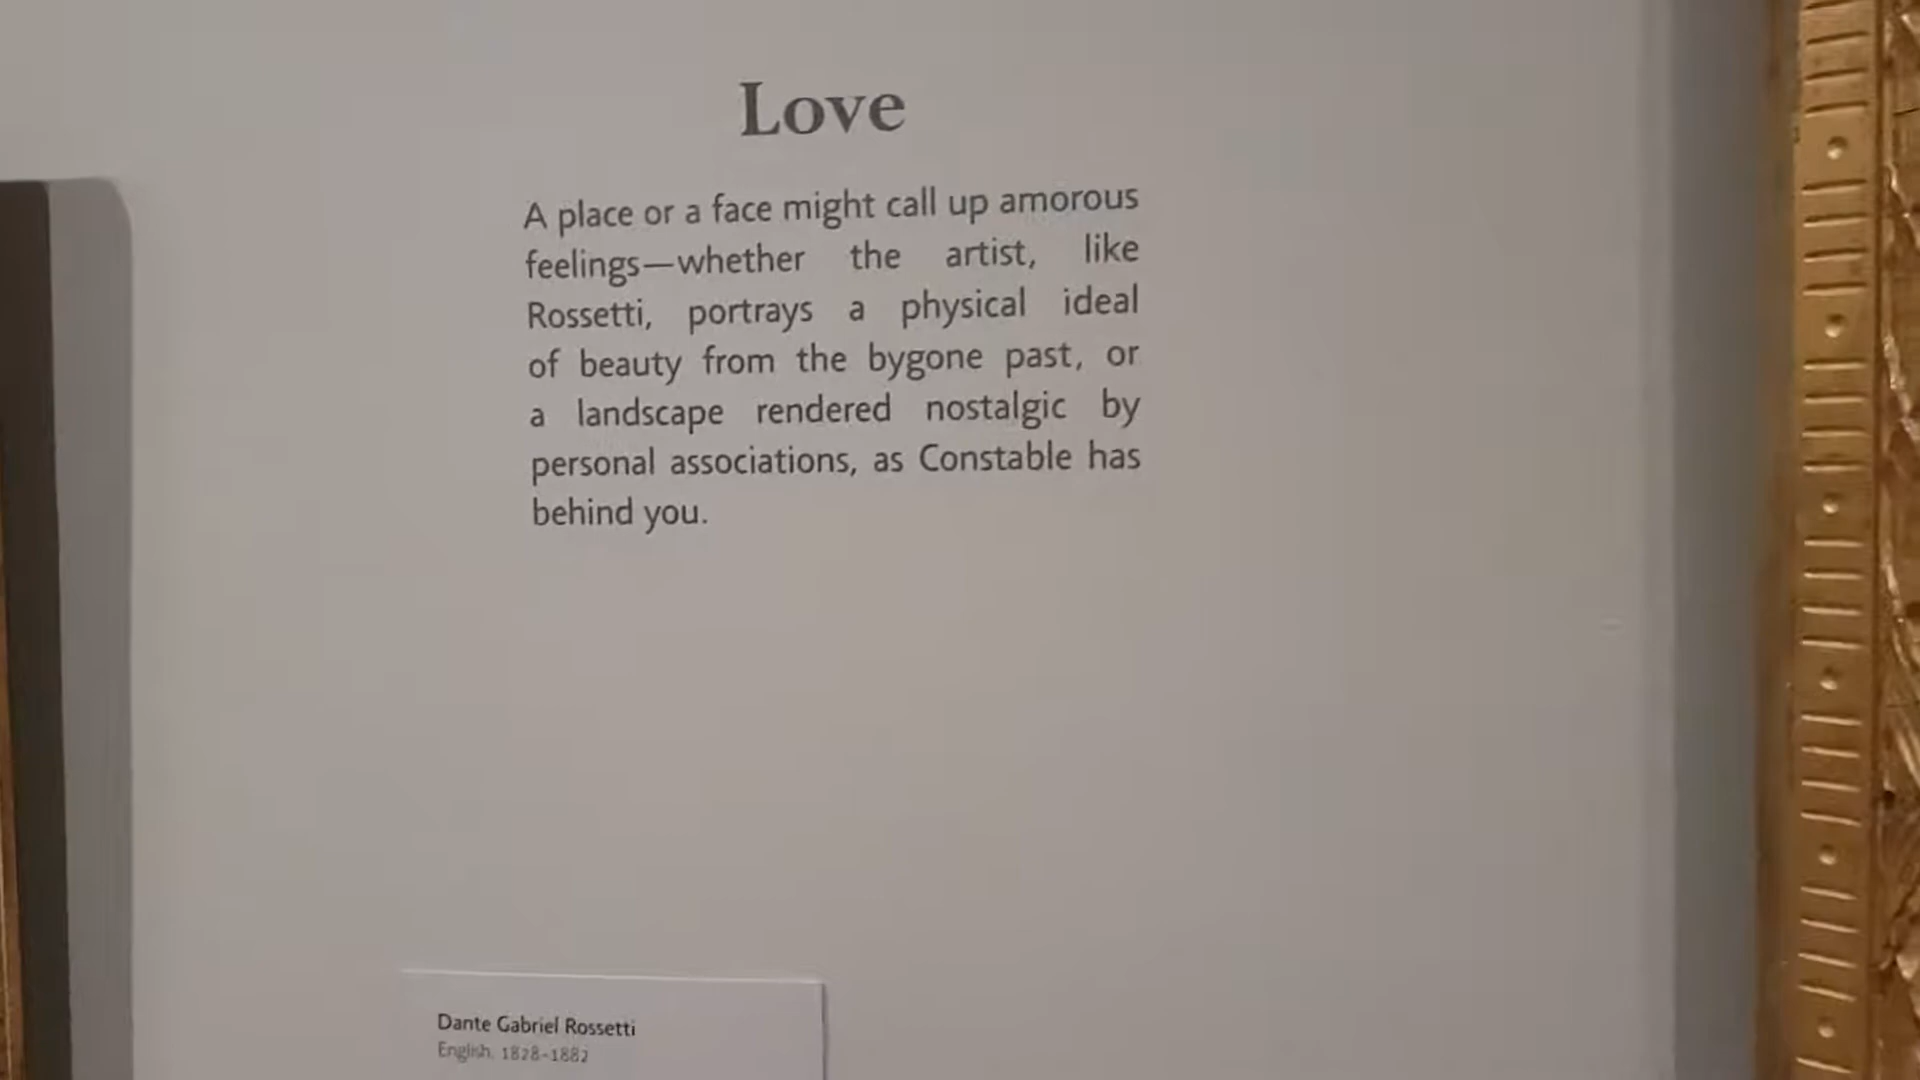 Love
A place or a face might call up amorous
feelings—whether the artist, like
Rossetti, portrays a physical ideal
of beauty from the bygone past, or
a landscape rendered nostalgic by
personal associations, as Constable has
behind you.
Dante Gabriel Rossetti
English, 1828–1882